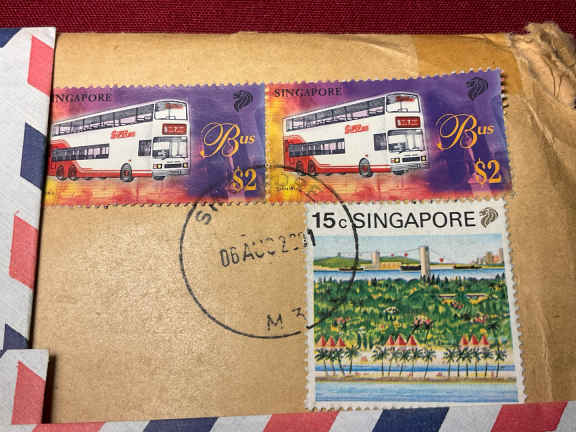 SINGAPORE
Bus
$2
SINGAPORE
Bus
$2
15c SINGAPORE
06 AUG 2001
M 3